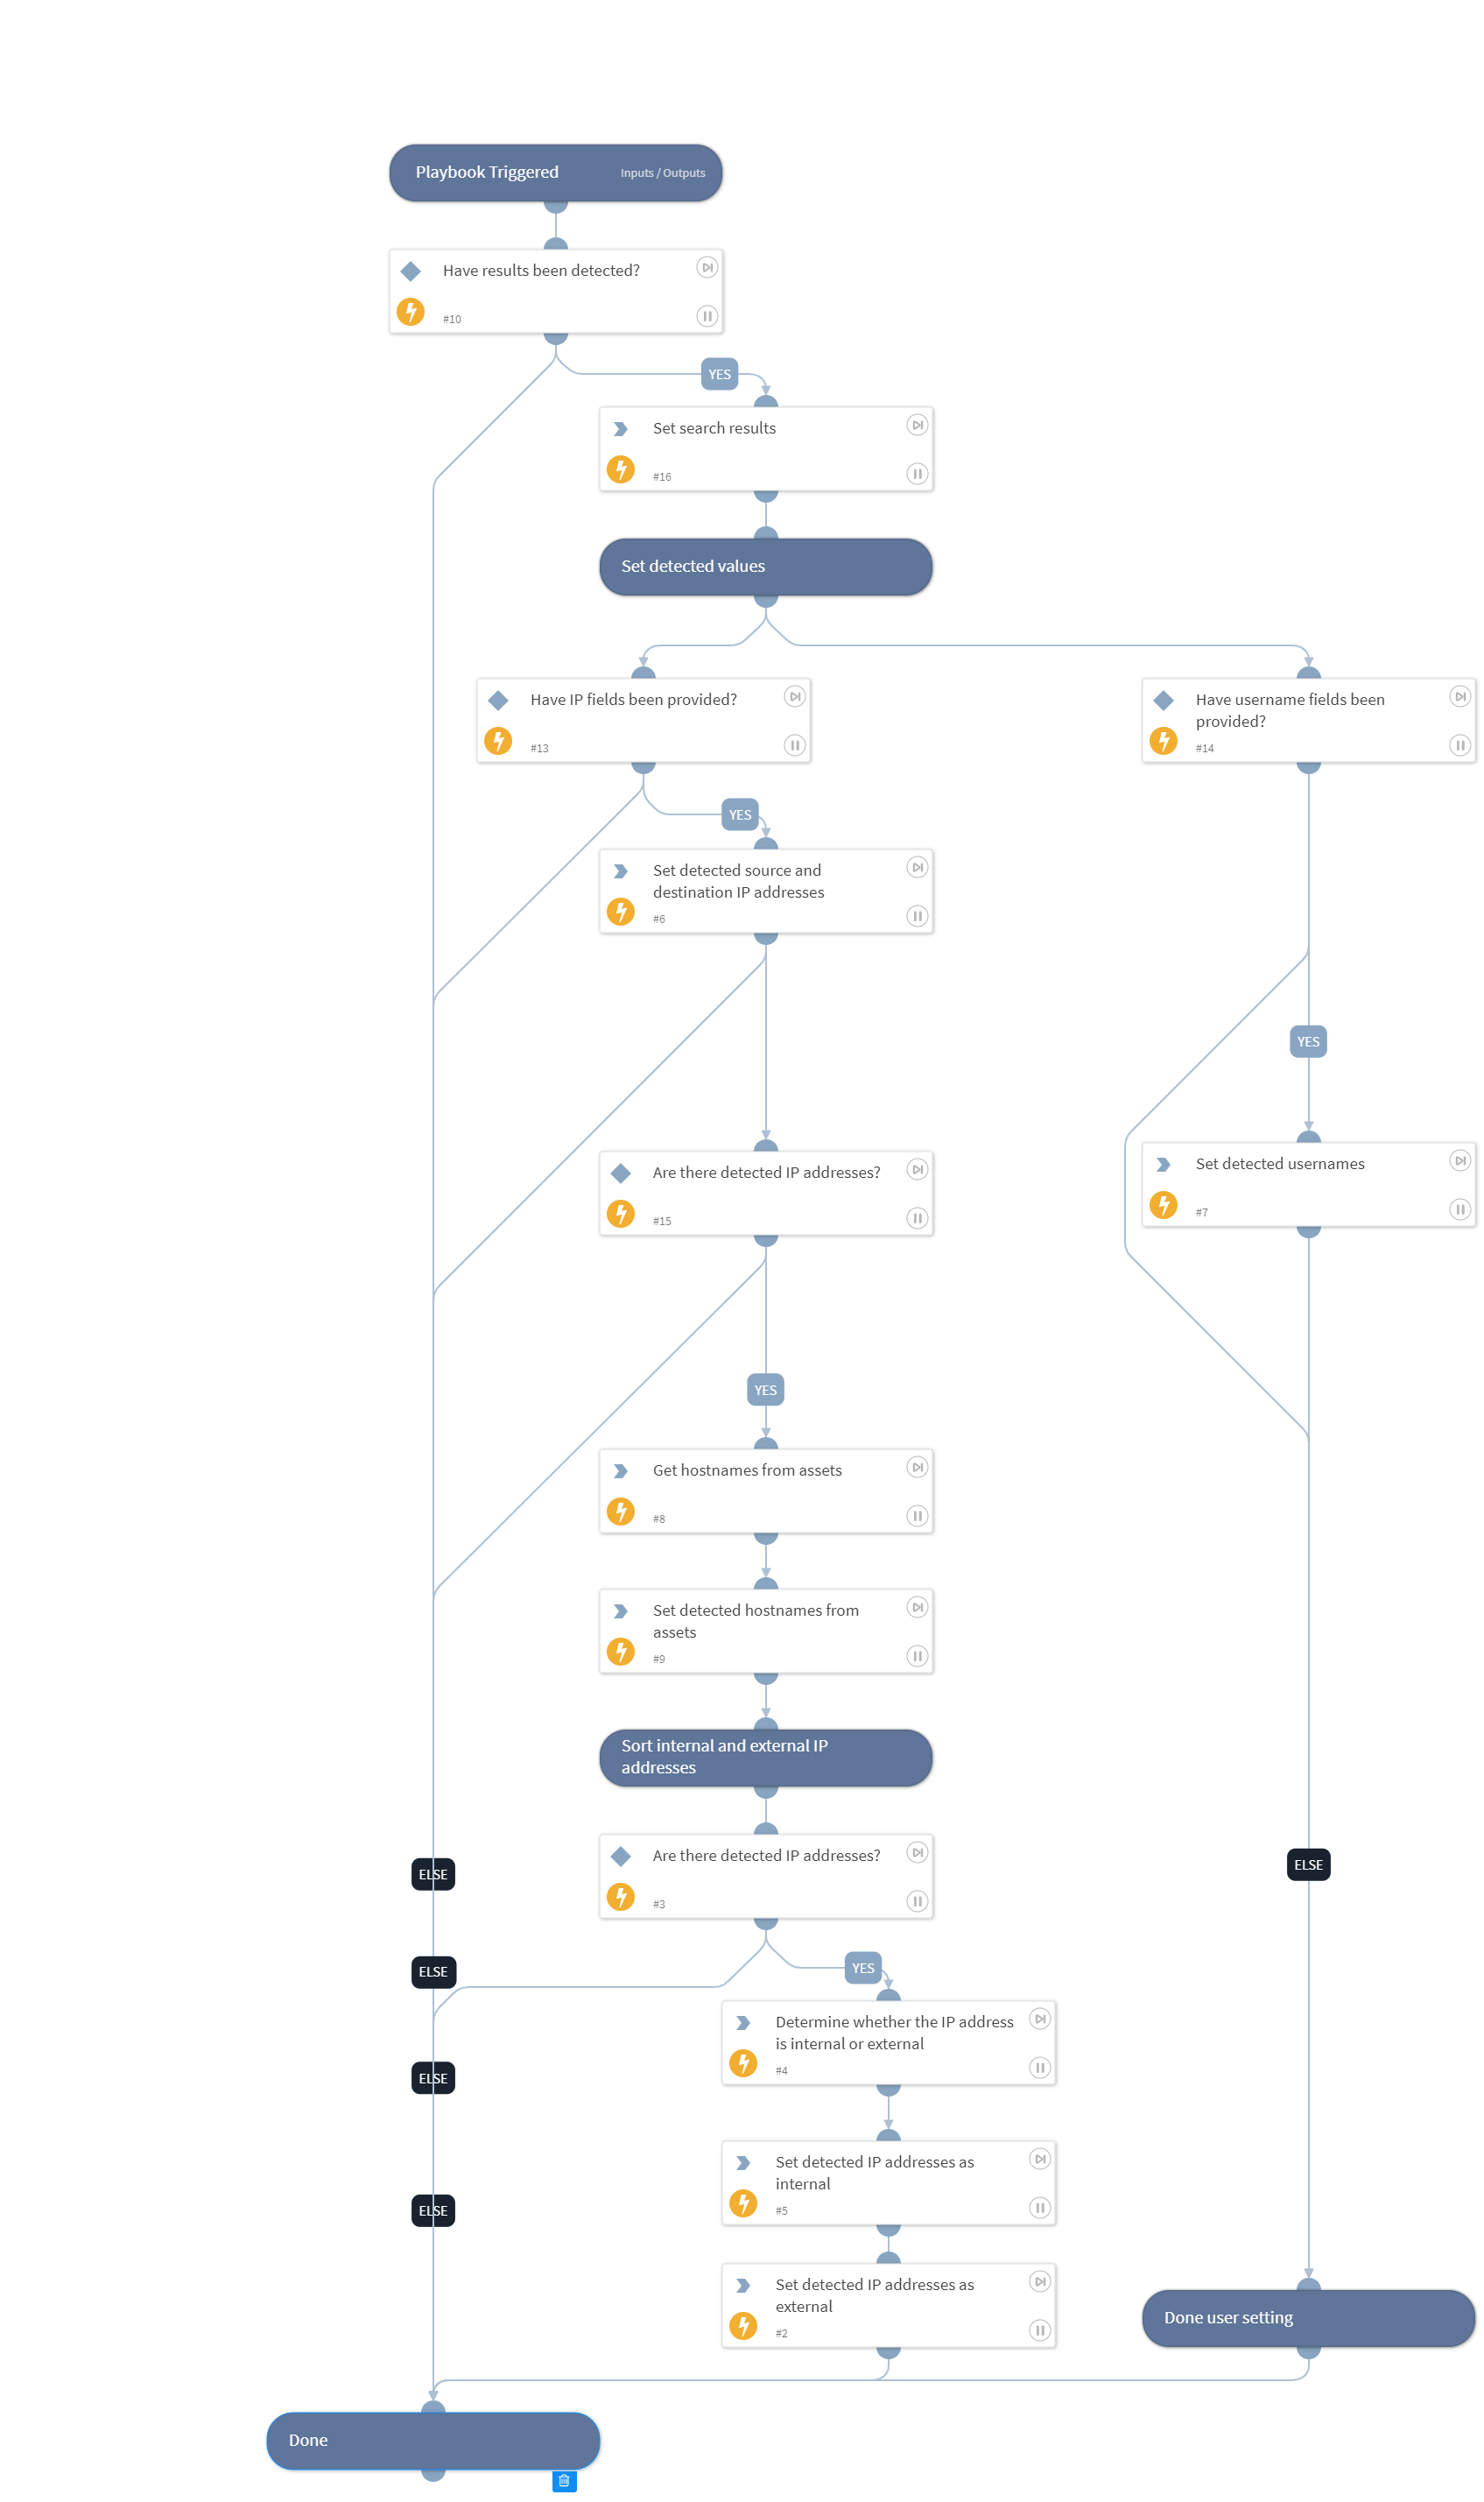 Playbook Triggered
Inputs / Outputs
Have results been detected?
#10
YES
Set search results
#16
Set detected values
Have IP fields been provided?
#13
Have username fields been
provided?
#14
YES
Set detected source and
destination IP addresses
#6
YES
Are there detected IP addresses?
#15
Set detected usernames
#7
YES
Get hostnames from assets
#8
Set detected hostnames from
assets
#9
Sort internal and external IP
addresses
Are there detected IP addresses?
#3
ELSE
ELSE
ELSE
YES
Determine whether the IP address
is internal or external
#4
ELSE
Set detected IP addresses as
internal
#5
ELSE
Set detected IP addresses as
external
#2
Done user setting
Done